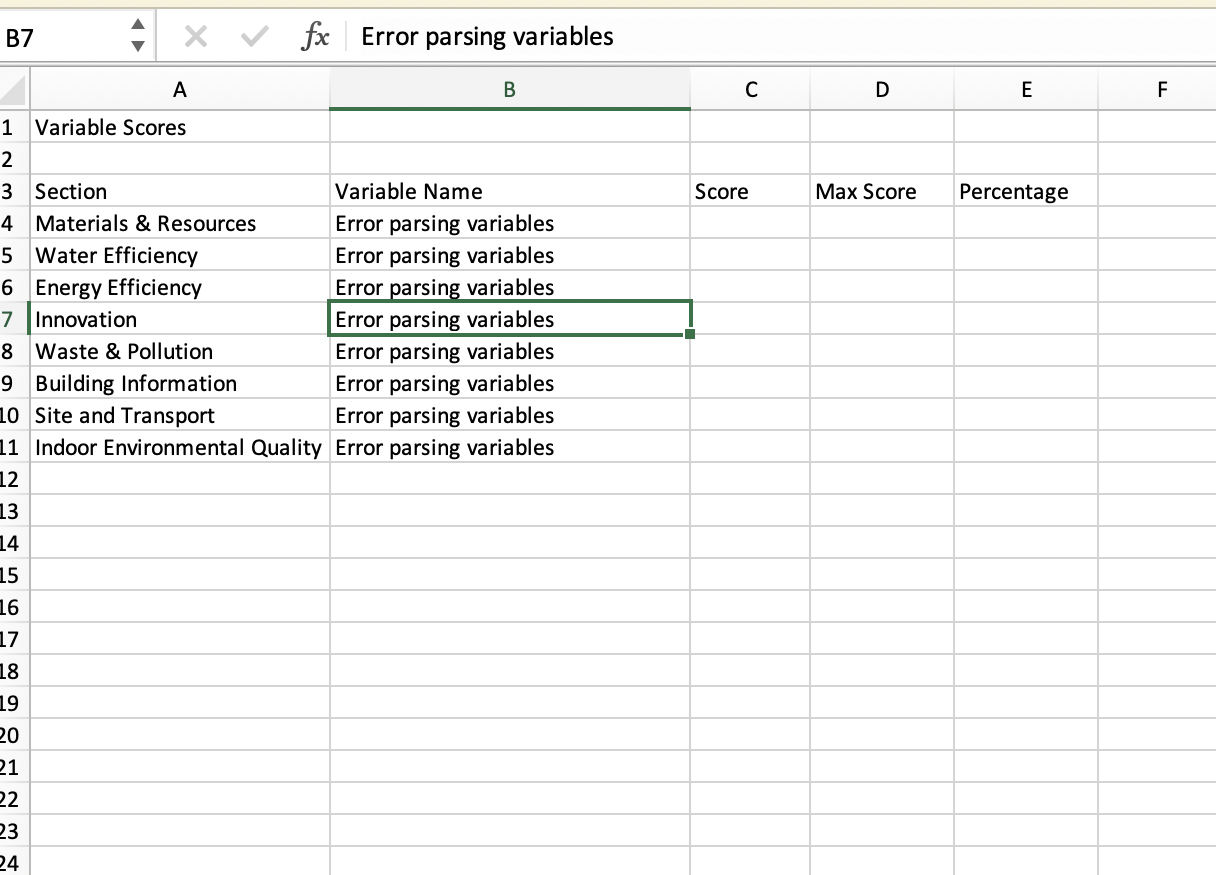 B7 fx Error parsing variables
A B C D E F
1 Variable Scores
2
3 Section Variable Name Score Max Score Percentage
4 Materials & Resources Error parsing variables
5 Water Efficiency Error parsing variables
6 Energy Efficiency Error parsing variables
7 Innovation Error parsing variables
8 Waste & Pollution Error parsing variables
9 Building Information Error parsing variables
10 Site and Transport Error parsing variables
11 Indoor Environmental Quality Error parsing variables
12
13
14
15
16
17
18
19
20
21
22
23
24